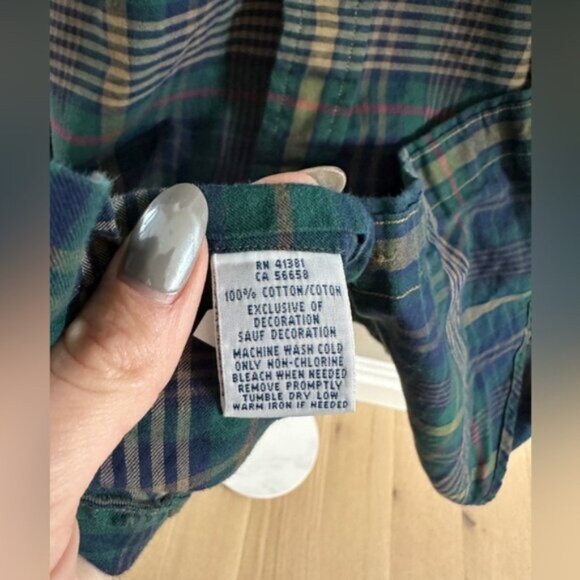 RN 41381
CA 56658
100% COTTON/COTON
EXCLUSIVE OF
DECORATION
SAUF DECORATION
MACHINE WASH COLD
ONLY NON-CHLORINE
BLEACH WHEN NEEDED
REMOVE PROMPTLY
TUMBLE DRY LOW
WARM IRON IF NEEDED